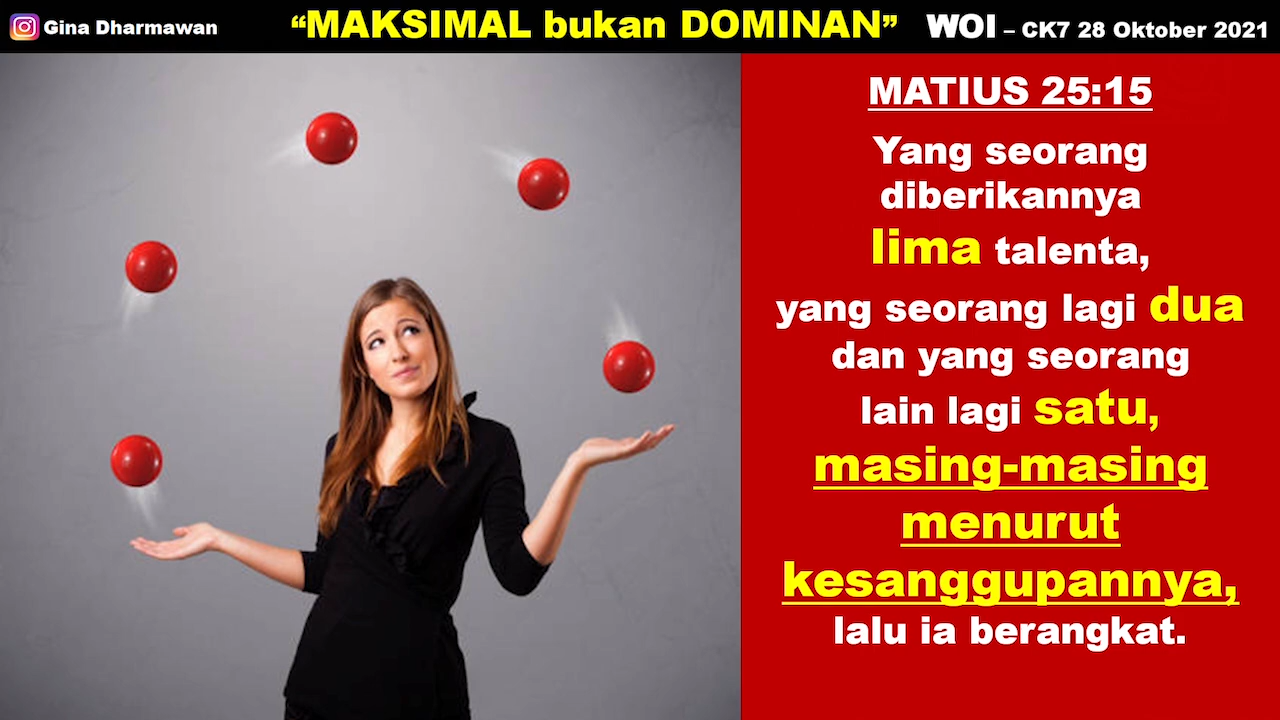 Gina Dharmawan
“MAKSIMAL bukan DOMINAN”
WOI – CK7 28 Oktober 2021
MATIUS 25:15
Yang seorang
diberikannya
lima talenta,
yang seorang lagi dua
dan yang seorang
lain lagi satu,
masing-masing
menurut
kesanggupannya,
lalu ia berangkat.